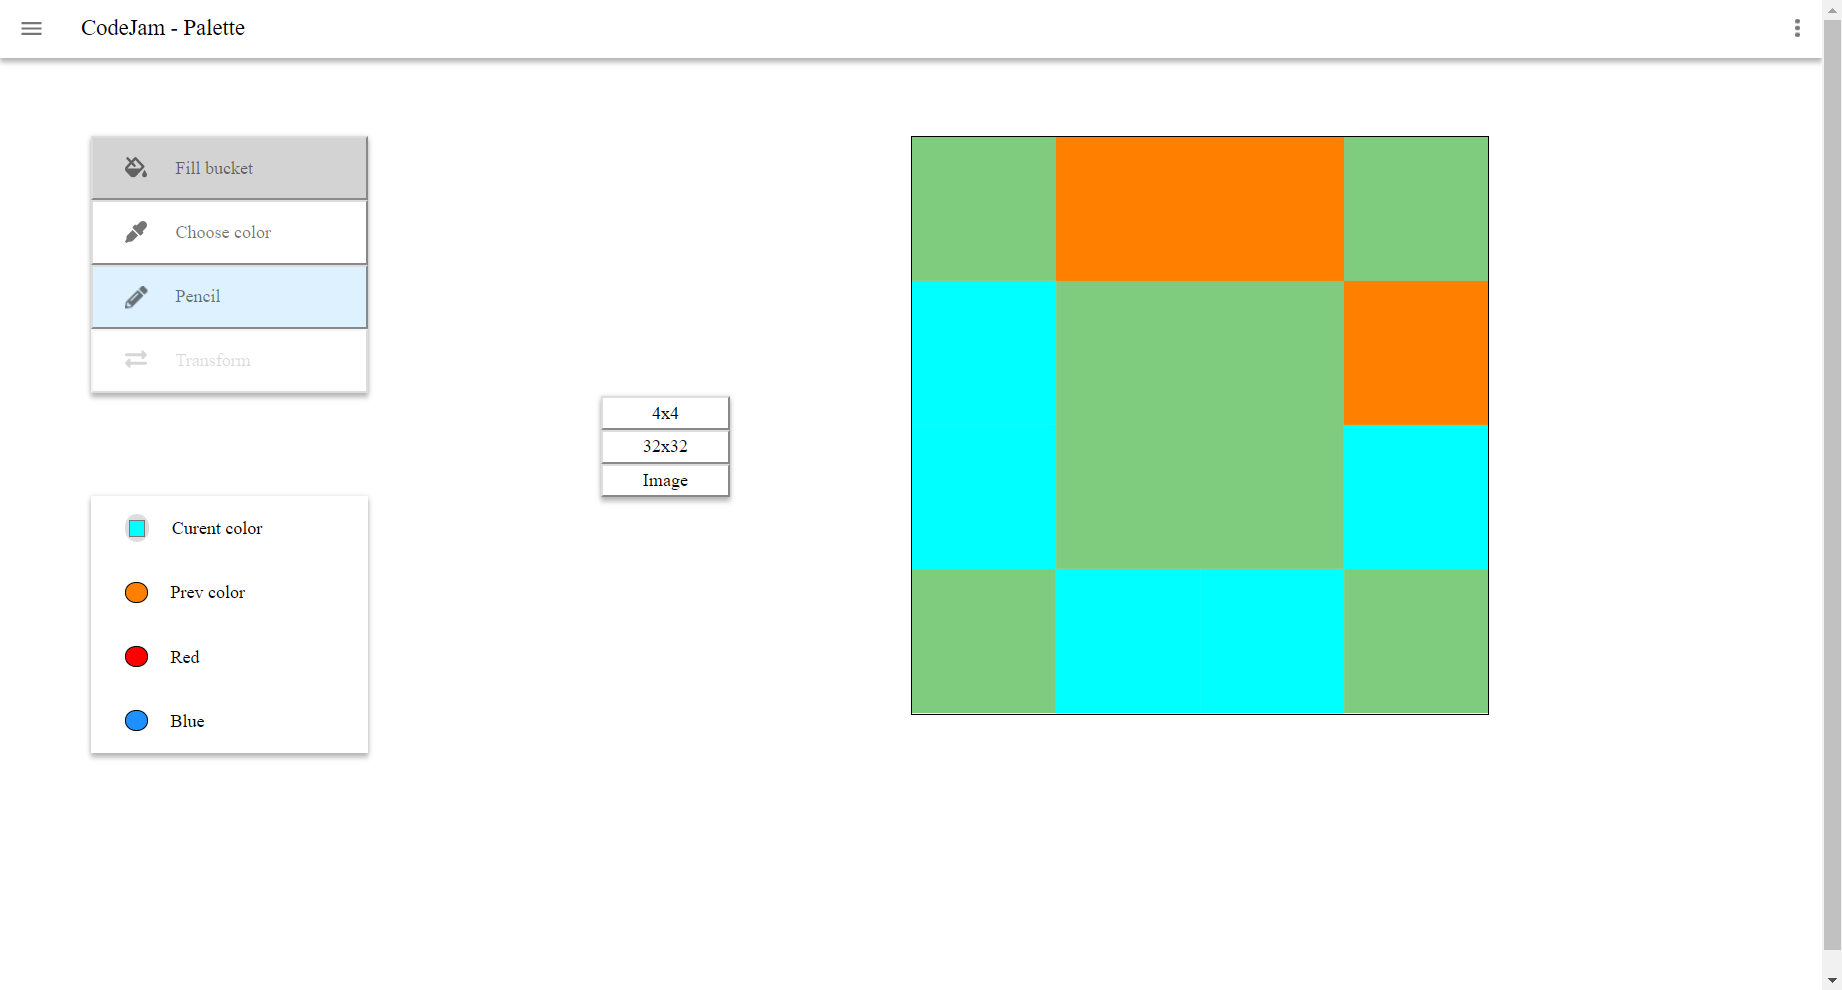 CodeJam - Palette
Fill bucket
Choose color
Pencil
Transform
4x4
32x32
Image
Curent color
Prev color
Red
Blue